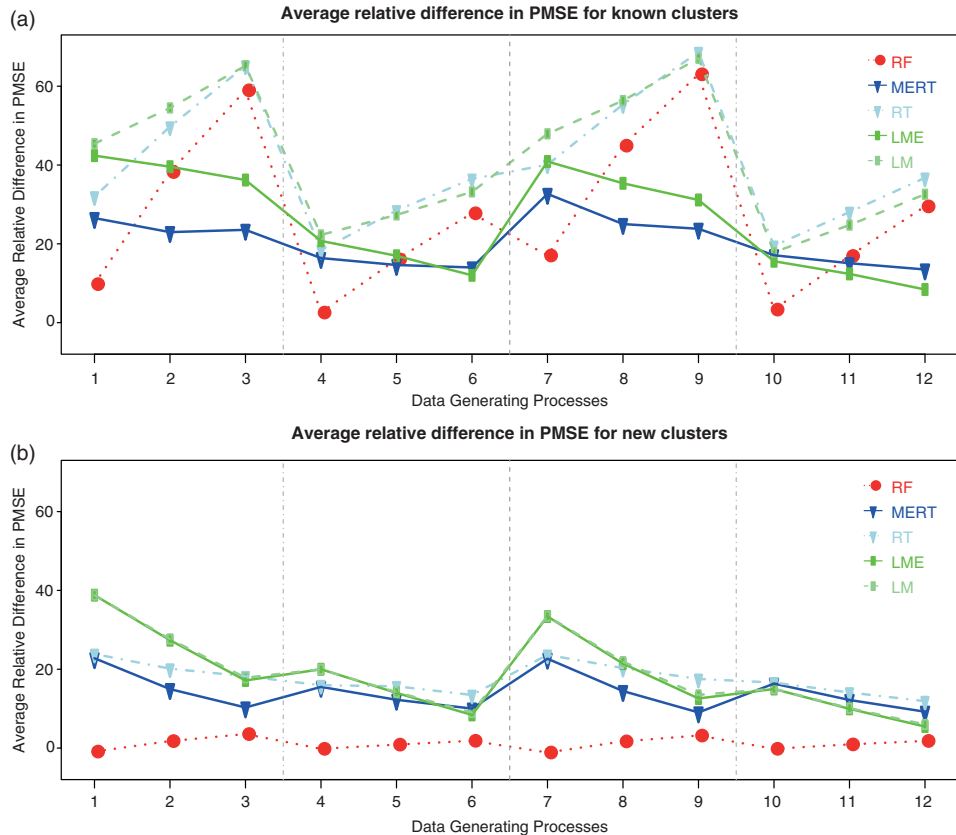 (a)
Average relative difference in PMSE for known clusters
Average Relative Difference in PMSE
60
40
20
0
RF
MERT
RT
LME
LM
1 2 3 4 5 6 7 8 9 10 11 12
Data Generating Processes
(b)
Average relative difference in PMSE for new clusters
Average Relative Difference in PMSE
60
40
20
0
RF
MERT
RT
LME
LM
1 2 3 4 5 6 7 8 9 10 11 12
Data Generating Processes